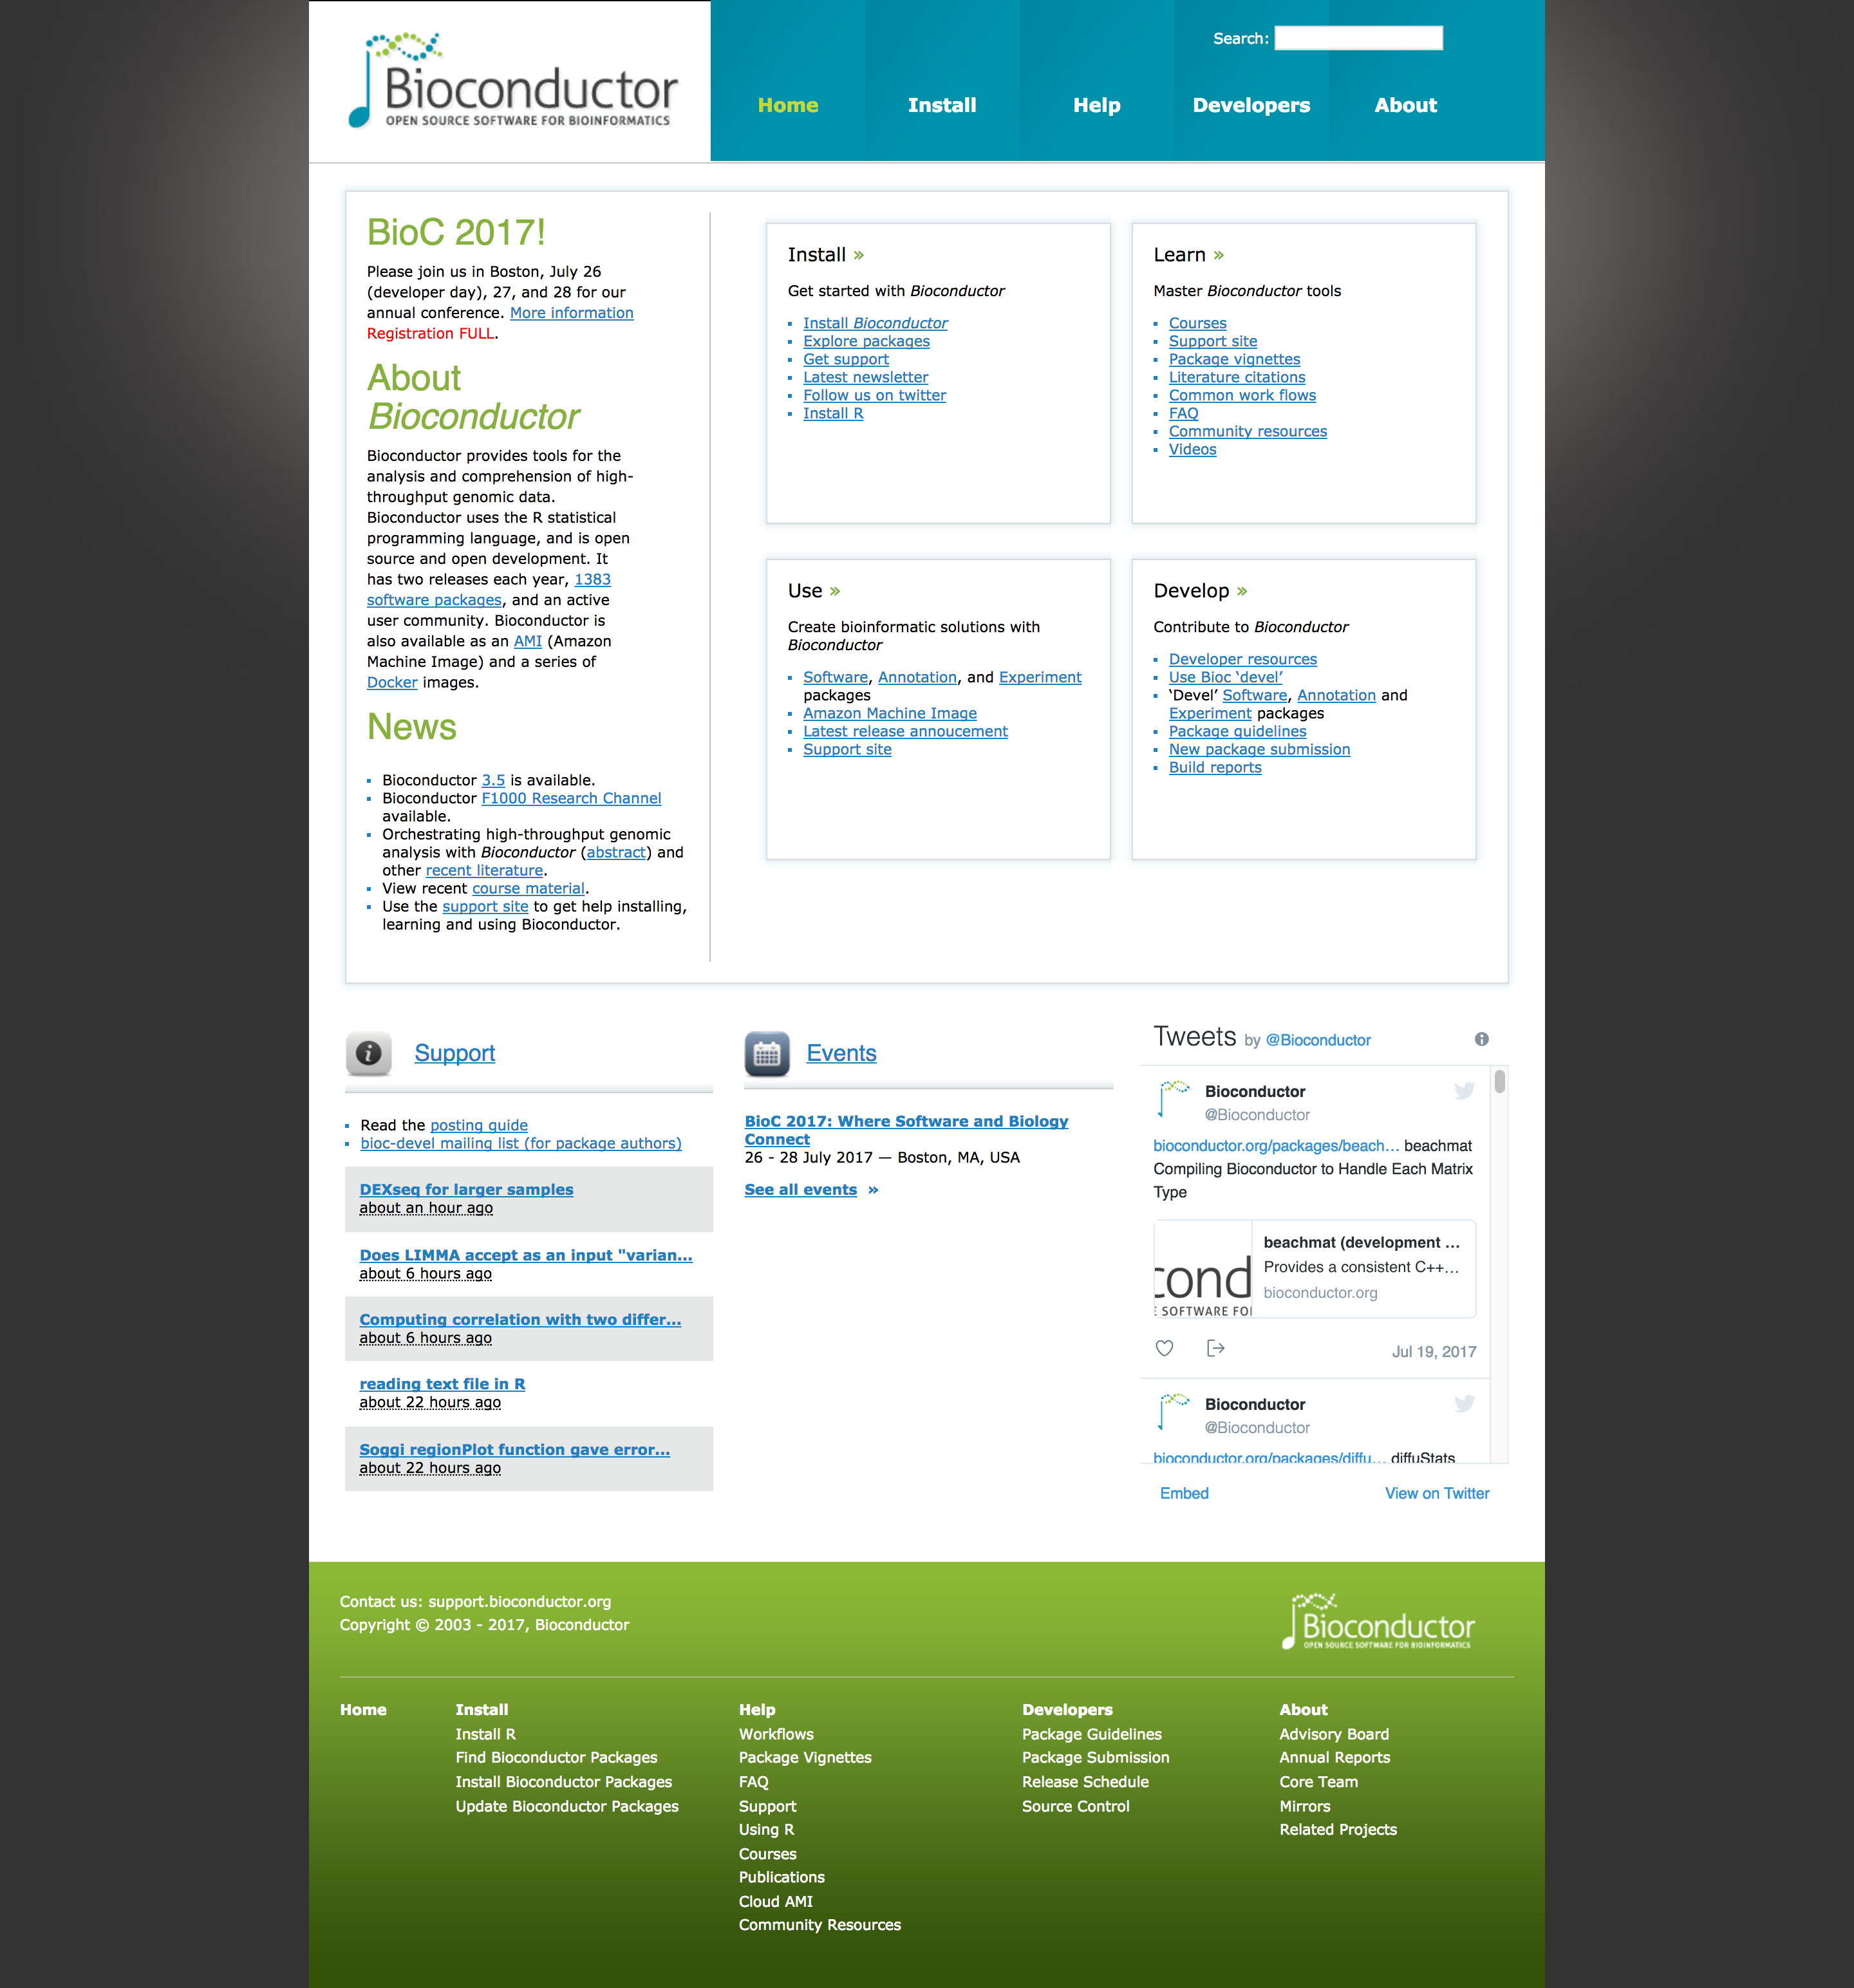 Bioconductor
OPEN SOURCE SOFTWARE FOR BIOINFORMATICS
Search:
Home
Install
Help
Developers
About
BioC 2017!
Please join us in Boston, July 26
(developer day), 27, and 28 for our
annual conference. More information
Registration FULL.
About
Bioconductor
Bioconductor provides tools for the
analysis and comprehension of high-
throughput genomic data.
Bioconductor uses the R statistical
programming language, and is open
source and open development. It
has two releases each year, 1383
software packages, and an active
user community. Bioconductor is
also available as an AMI (Amazon
Machine Image) and a series of
Docker images.
News
Bioconductor 3.5 is available.
Bioconductor F1000 Research Channel
available.
Orchestrating high-throughput genomic
analysis with Bioconductor (abstract) and
other recent literature.
View recent course material.
Use the support site to get help installing,
learning and using Bioconductor.
Install »
Get started with Bioconductor
Install Bioconductor
Explore packages
Get support
Latest newsletter
Follow us on twitter
Install R
Learn »
Master Bioconductor tools
Courses
Support site
Package vignettes
Literature citations
Common work flows
FAQ
Community resources
Videos
Use »
Create bioinformatic solutions with
Bioconductor
Software, Annotation, and Experiment
packages
Amazon Machine Image
Latest release annoucement
Support site
Develop »
Contribute to Bioconductor
Developer resources
Use Bioc ‘devel’
‘Devel’ Software, Annotation and
Experiment packages
Package guidelines
New package submission
Build reports
Support
Read the posting guide
bioc-devel mailing list (for package authors)
DEXseq for larger samples
about an hour ago
Does LIMMA accept as an input "varian...
about 6 hours ago
Computing correlation with two differ...
about 6 hours ago
reading text file in R
about 22 hours ago
Soggi regionPlot function gave error...
about 22 hours ago
Events
BioC 2017: Where Software and Biology
Connect
26 - 28 July 2017 — Boston, MA, USA
See all events »
Tweets by @Bioconductor
Bioconductor
@Bioconductor
bioconductor.org/packages/beach… beachmat
Compiling Bioconductor to Handle Each Matrix
Type
cond
E SOFTWARE FOI
beachmat (development …
Provides a consistent C++…
bioconductor.org
Jul 19, 2017
Bioconductor
@Bioconductor
bioconductor.org/packages/diffu… diffuStats
Embed
View on Twitter
Contact us: support.bioconductor.org
Copyright © 2003 - 2017, Bioconductor
Bioconductor
OPEN SOURCE SOFTWARE FOR BIOINFORMATICS
Home
Install
Install R
Find Bioconductor Packages
Install Bioconductor Packages
Update Bioconductor Packages
Help
Workflows
Package Vignettes
FAQ
Support
Using R
Courses
Publications
Cloud AMI
Community Resources
Developers
Package Guidelines
Package Submission
Release Schedule
Source Control
About
Advisory Board
Annual Reports
Core Team
Mirrors
Related Projects